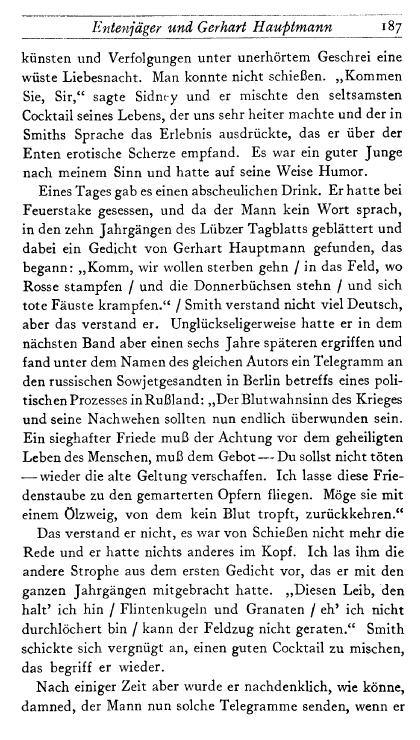 Entenjäger und Gerhart Hauptmann 187
künsten und Verfolgungen unter unerhörtem Geschrei eine
wüste Liebesnacht. Man konnte nicht schießen. „Kommen
Sie, Sir,“ sagte Sidney und er mischte den seltsamsten
Cocktail seines Lebens, der uns sehr heiter machte und der in
Smiths Sprache das Erlebnis ausdrückte, das er über der
Enten erotische Scherze empfand. Es war ein guter Junge
nach meinem Sinn und hatte auf seine Weise Humor.
Eines Tages gab es einen abscheulichen Drink. Er hatte bei
Feuerstake gesessen, und da der Mann kein Wort sprach,
in den zehn Jahrgängen des Lübzer Tagblatts geblättert und
dabei ein Gedicht von Gerhart Hauptmann gefunden, das
begann: „Komm, wir wollen sterben gehn / in das Feld, wo
Rosse stampfen / und die Donnerbüchsen stehn / und sich
tote Fäuste krampfen.“ / Smith verstand nicht viel Deutsch,
aber das verstand er. Unglückseligerweise hatte er in dem
nächsten Band aber einen sechs Jahre späteren ergriffen und
fand unter dem Namen des gleichen Autors ein Telegramm an
den russischen Sowjetgesandten in Berlin betreffs eines poli-
tischen Prozesses in Rußland: „Der Blutwahnsinn des Krieges
und seine Nachwehen sollten nun endlich überwunden sein.
Ein sieghafter Friede muß der Achtung vor dem geheiligten
Leben des Menschen, muß dem Gebot — Du sollst nicht töten
— wieder die alte Geltung verschaffen. Ich lasse diese Frie-
denstaube zu den gemarterten Opfern fliegen. Möge sie mit
einem Ölzweig, von dem kein Blut tropft, zurückkehren.“
Das verstand er nicht, es war von Schießen nicht mehr die
Rede und er hatte nichts anderes im Kopf. Ich las ihm die
andere Strophe aus dem ersten Gedicht vor, das er mit den
ganzen Jahrgängen mitgebracht hatte. „Diesen Leib, den
halt' ich hin / Flintenkugeln und Granaten / eh' ich nicht
durchlöchert bin / kann der Feldzug nicht geraten.“ Smith
schickte sich vergnügt an, einen guten Cocktail zu mischen,
das begriff er wieder.
Nach einiger Zeit aber wurde er nachdenklich, wie könne,
damned, der Mann nun solche Telegramme senden, wenn er